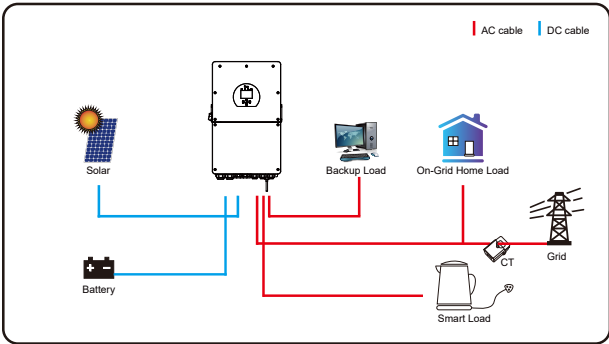 AC cable
DC cable
Solar
Backup Load
On-Grid Home Load
CT
Grid
Battery
Smart Load